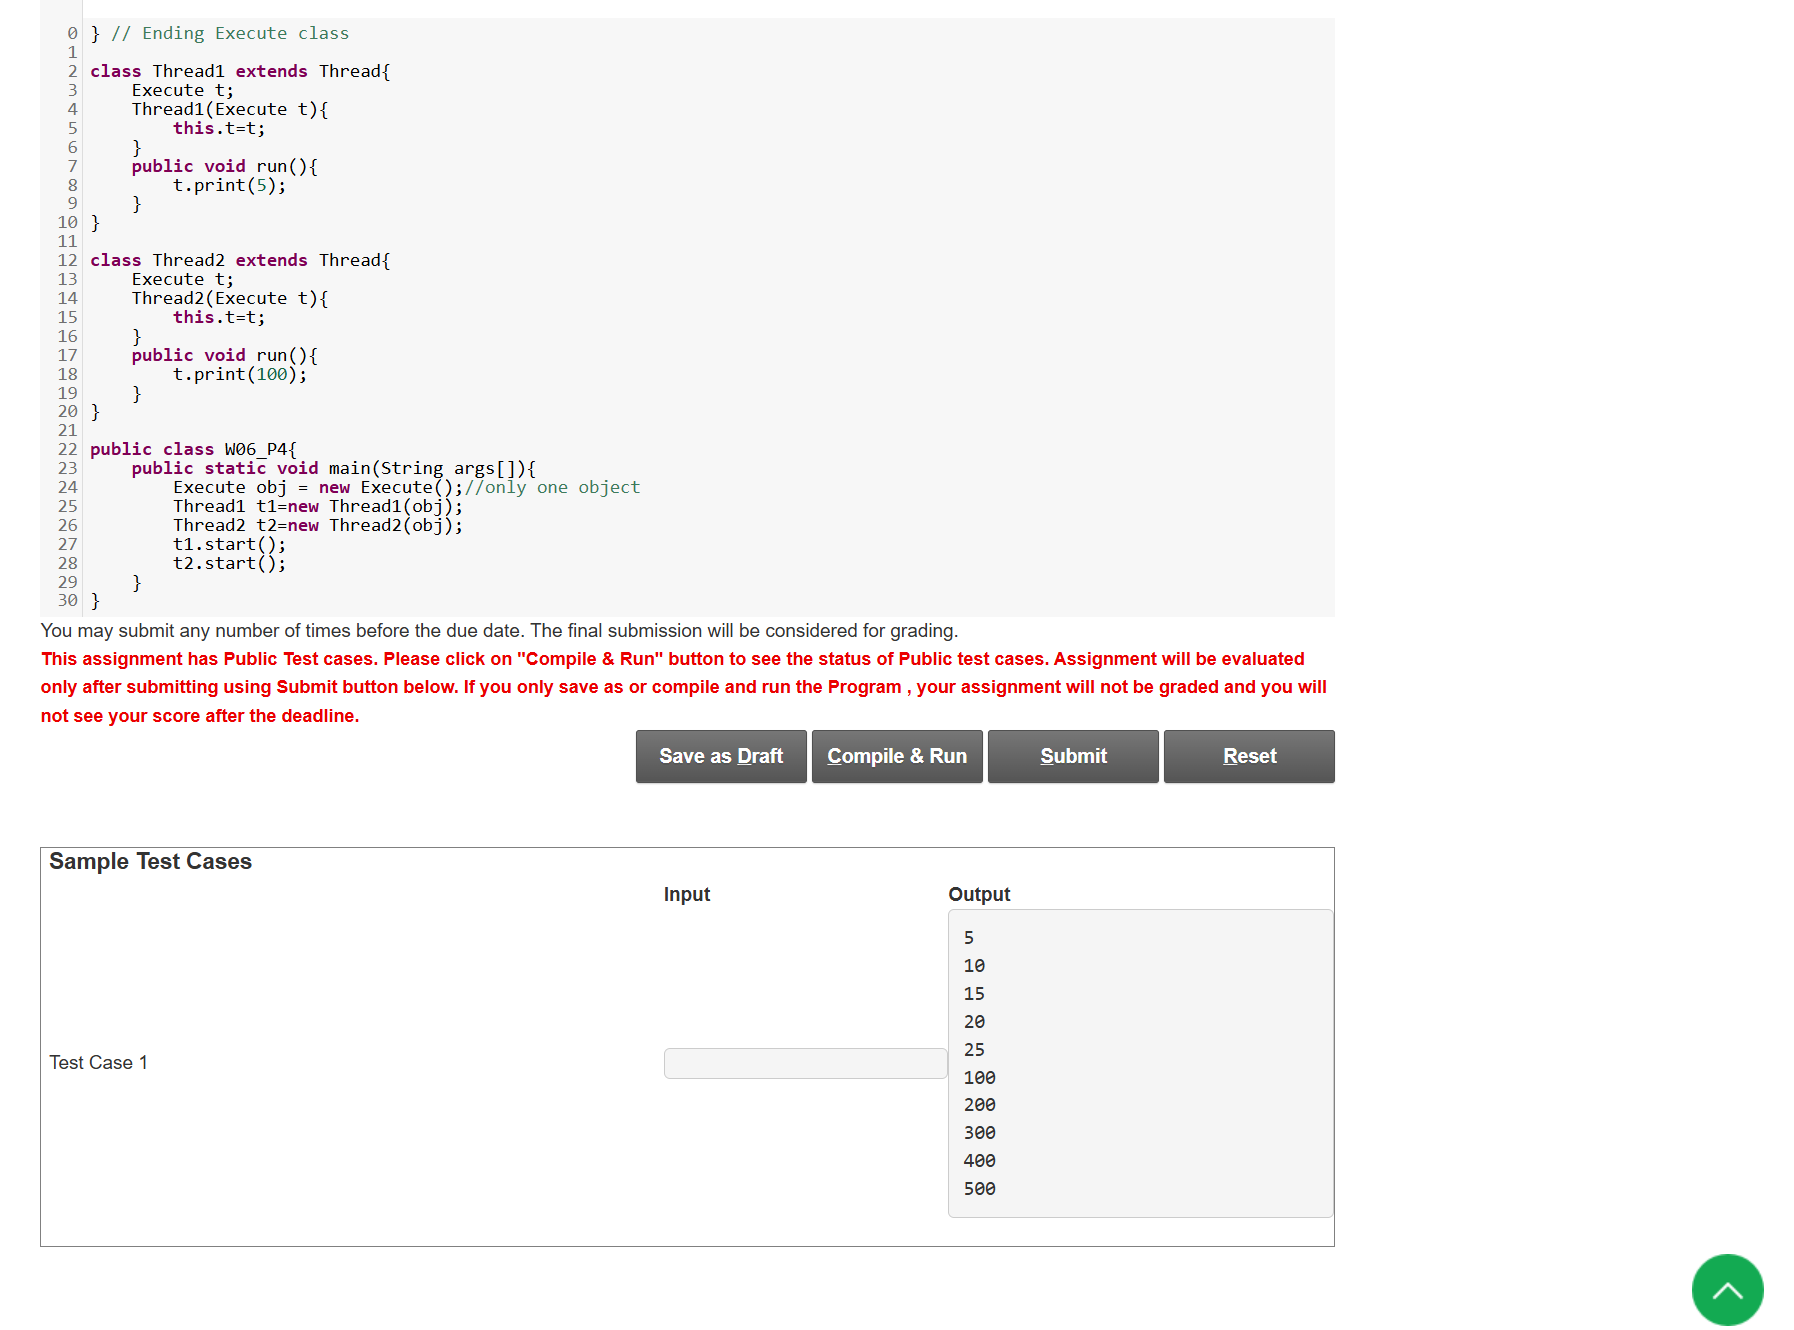 0 } // Ending Execute class
1
2 class Thread1 extends Thread{
3     Execute t;
4     Thread1(Execute t){
5         this.t=t;
6     }
7     public void run(){
8         t.print(5);
9     }
10 }
11
12 class Thread2 extends Thread{
13     Execute t;
14     Thread2(Execute t){
15         this.t=t;
16     }
17     public void run(){
18         t.print(100);
19     }
20 }
21
22 public class W06_P4{
23     public static void main(String args[]){
24         Execute obj = new Execute();//only one object
25         Thread1 t1=new Thread1(obj);
26         Thread2 t2=new Thread2(obj);
27         t1.start();
28         t2.start();
29     }
30 }
You may submit any number of times before the due date. The final submission will be considered for grading.
This assignment has Public Test cases. Please click on "Compile & Run" button to see the status of Public test cases. Assignment will be evaluated
only after submitting using Submit button below. If you only save as or compile and run the Program , your assignment will not be graded and you will
not see your score after the deadline.
Save as Draft Compile & Run Submit Reset
Sample Test Cases
Input Output
5
10
15
20
25
Test Case 1
100
200
300
400
500